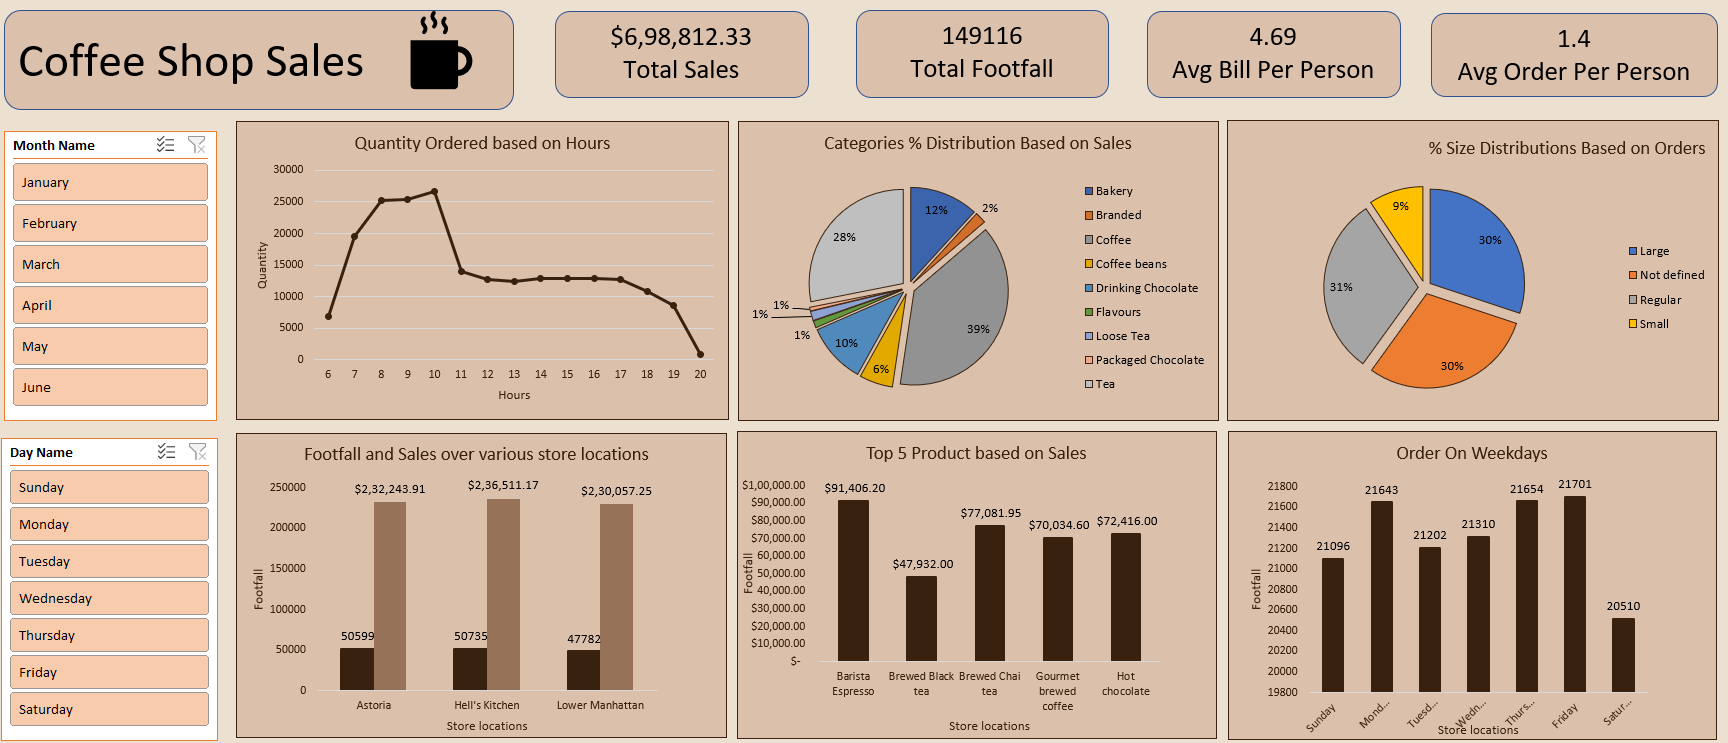 Coffee Shop Sales
$6,98,812.33
Total Sales
149116
Total Footfall
4.69
Avg Bill Per Person
1.4
Avg Order Per Person
Month Name
January
February
March
April
May
June
Quantity Ordered based on Hours
Quantity
30000
25000
20000
15000
10000
5000
0
6 7 8 9 10 11 12 13 14 15 16 17 18 19 20
Hours
Categories % Distribution Based on Sales
12%
2%
39%
6%
10%
1%
1%
1%
28%
Bakery
Branded
Coffee
Coffee beans
Drinking Chocolate
Flavours
Loose Tea
Packaged Chocolate
Tea
% Size Distributions Based on Orders
30%
30%
31%
9%
Large
Not defined
Regular
Small
Day Name
Sunday
Monday
Tuesday
Wednesday
Thursday
Friday
Saturday
Footfall and Sales over various store locations
Footfall
250000
200000
150000
100000
50000
0
$2,32,243.91
$2,36,511.17
$2,30,057.25
50599
50735
47782
Astoria
Hell's Kitchen
Lower Manhattan
Store locations
Top 5 Product based on Sales
Footfall
$1,00,000.00
$90,000.00
$80,000.00
$70,000.00
$60,000.00
$50,000.00
40,000.00
$30,000.00
$20,000.00
$10,000.00
$-
$91,406.20
$47,932.00
$77,081.95
$70,034.60
$72,416.00
Barista
Espresso
Brewed Black
tea
Brewed Chai
tea
Gourmet
brewed
coffee
Hot
chocolate
Store locations
Order On Weekdays
Footfall
21800
21600
21400
21200
21000
20800
20600
20400
20200
20000
19800
21096
21643
21202
21310
21654
21701
20510
Sunday
Mond...
Tuesd...
Wedn...
Thurs...
Friday
Satur...
Store locations